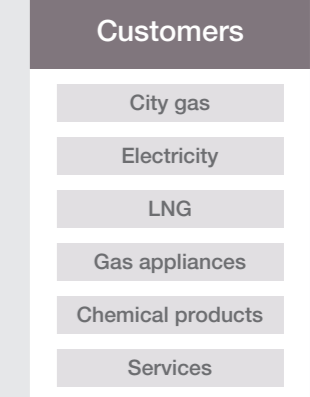 Customers
City gas
Electricity
LNG
Gas appliances
Chemical products
Services